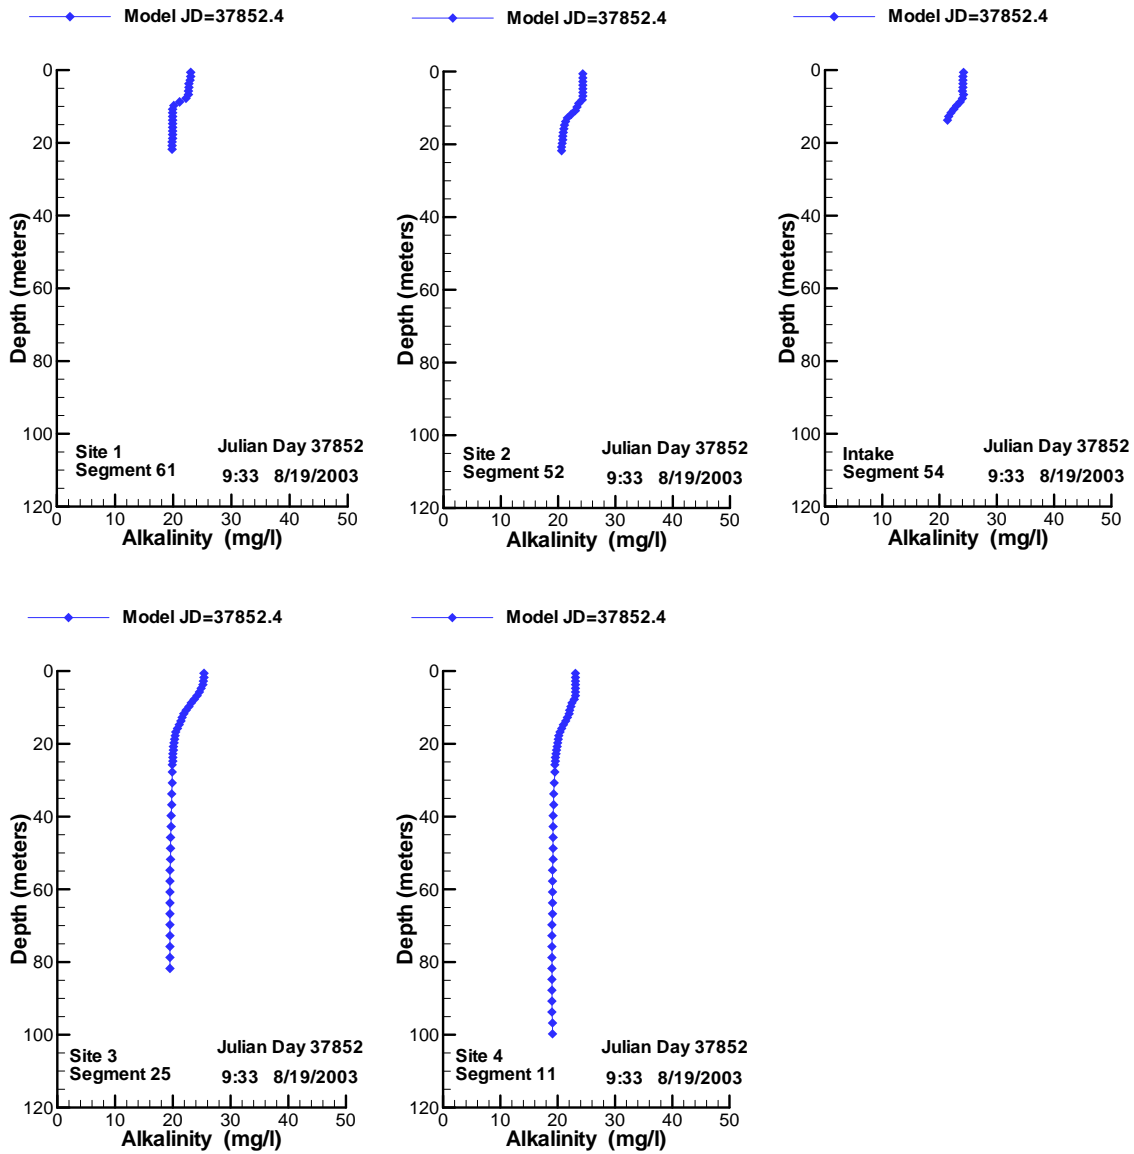 Model JD=37852.4
0
20
40
60
80
100
120
Depth (meters)
Site 1
Segment 61
Julian Day 37852
9:33 8/19/2003
0 10 20 30 40 50
Alkalinity (mg/l)
Model JD=37852.4
0
20
40
60
80
100
120
Depth (meters)
Site 2
Segment 52
Julian Day 37852
9:33 8/19/2003
0 10 20 30 40 50
Alkalinity (mg/l)
Model JD=37852.4
0
20
40
60
80
100
120
Depth (meters)
Intake
Segment 54
Julian Day 37852
9:33 8/19/2003
0 10 20 30 40 50
Alkalinity (mg/l)
Model JD=37852.4
0
20
40
60
80
100
120
Depth (meters)
Site 3
Segment 25
Julian Day 37852
9:33 8/19/2003
0 10 20 30 40 50
Alkalinity (mg/l)
Model JD=37852.4
0
20
40
60
80
100
120
Depth (meters)
Site 4
Segment 11
Julian Day 37852
9:33 8/19/2003
0 10 20 30 40 50
Alkalinity (mg/l)